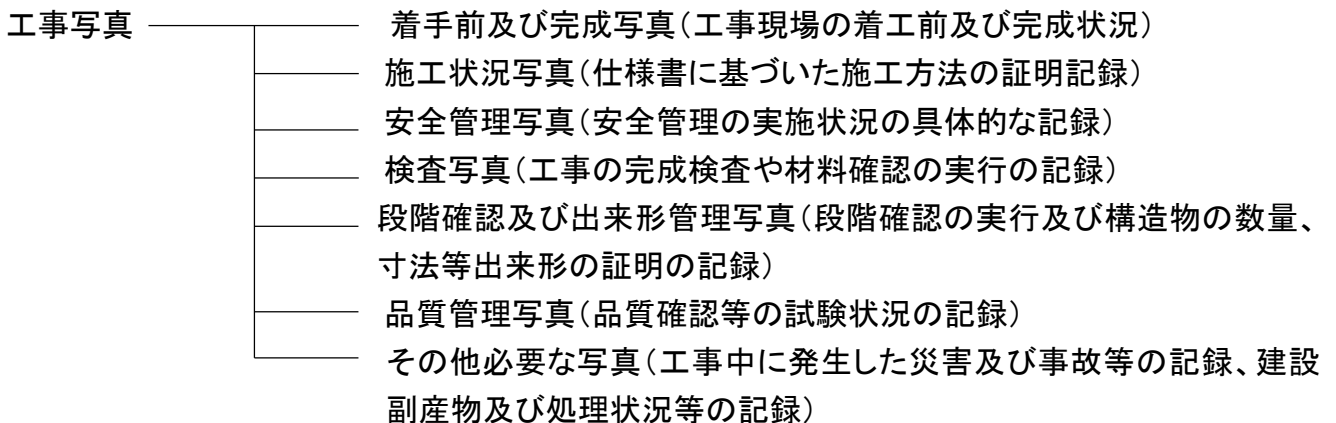 工事写真 着手前及び完成写真（工事現場の着工前及び完成状況）
施工状況写真（仕様書に基づいた施工方法の証明記録）
安全管理写真（安全管理の実施状況の具体的な記録）
検査写真（工事の完成検査や材料確認の実行の記録）
段階確認及び出来形管理写真（段階確認の実行及び構造物の数量、
寸法等出来形の証明の記録）
品質管理写真（品質確認等の試験状況の記録）
その他必要な写真（工事中に発生した災害及び事故等の記録、建設
副産物及び処理状況等の記録）